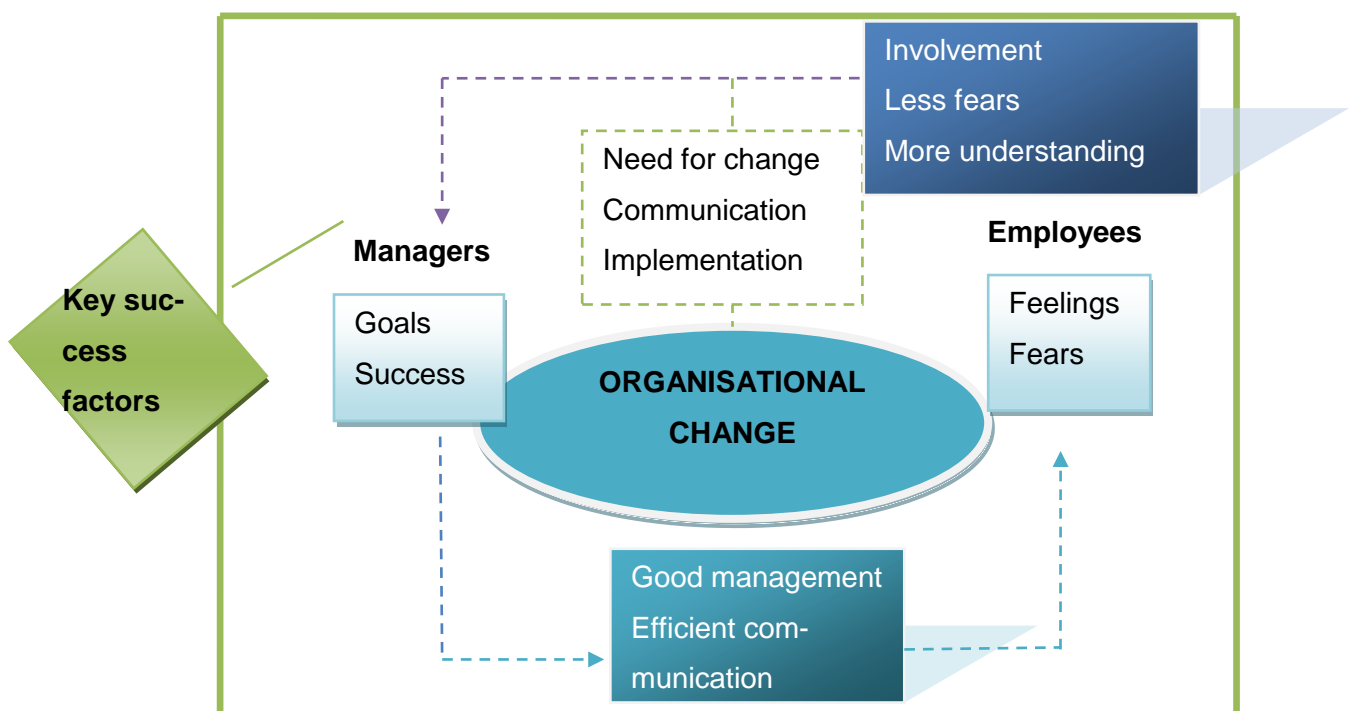 Involvement
Less fears
More understanding
Need for change
Communication
Implementation
Managers
Employees
Key suc-
cess
factors
Goals
Success
Feelings
Fears
ORGANISATIONAL
CHANGE
Good management
Efficient com-
munication